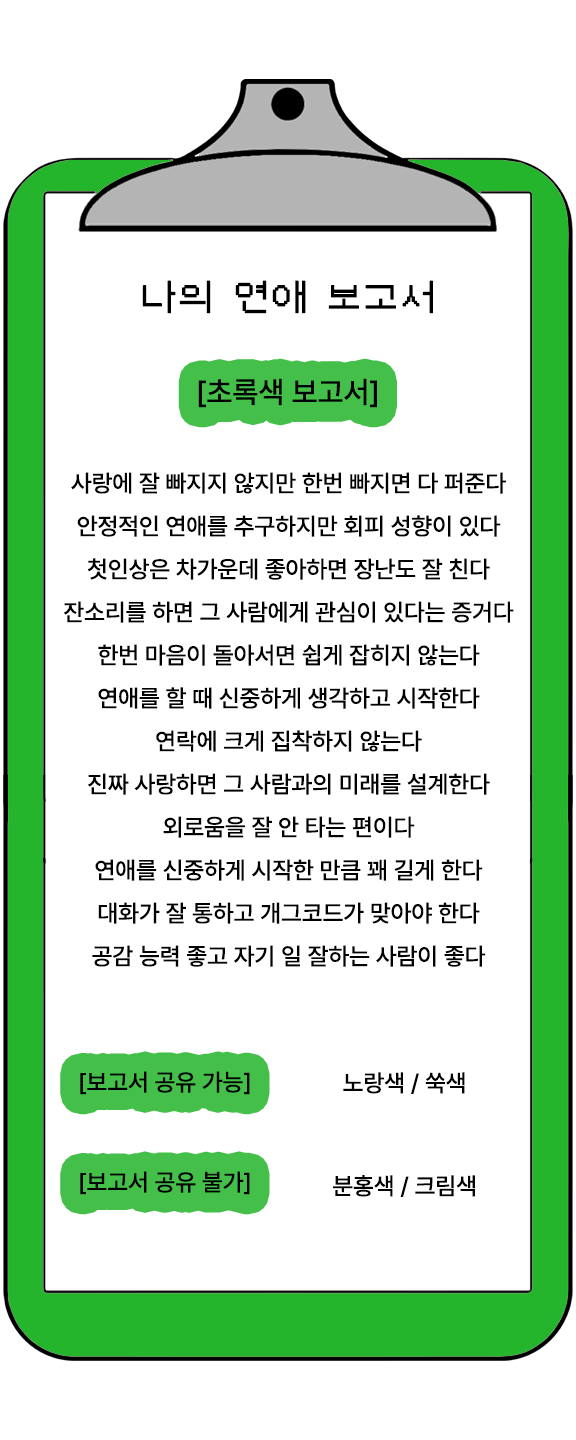 나의 연애 보고서
[초록색 보고서]
사랑에 잘 빠지지 않지만 한번 빠지면 다 퍼준다
안정적인 연애를 추구하지만 회피 성향이 있다
첫인상은 차가운데 좋아하면 장난도 잘 친다
잔소리를 하면 그 사람에게 관심이 있다는 증거다
한번 마음이 돌아서면 쉽게 잡히지 않는다
연애를 할 때 신중하게 생각하고 시작한다
연락에 크게 집착하지 않는다
진짜 사랑하면 그 사람과의 미래를 설계한다
외로움을 잘 안 타는 편이다
연애를 신중하게 시작한 만큼 꽤 길게 한다
대화가 잘 통하고 개그코드가 맞아야 한다
공감 능력 좋고 자기 일 잘하는 사람이 좋다
[보고서 공유 가능] 노랑색 / 쑥색
[보고서 공유 불가] 분홍색 / 크림색